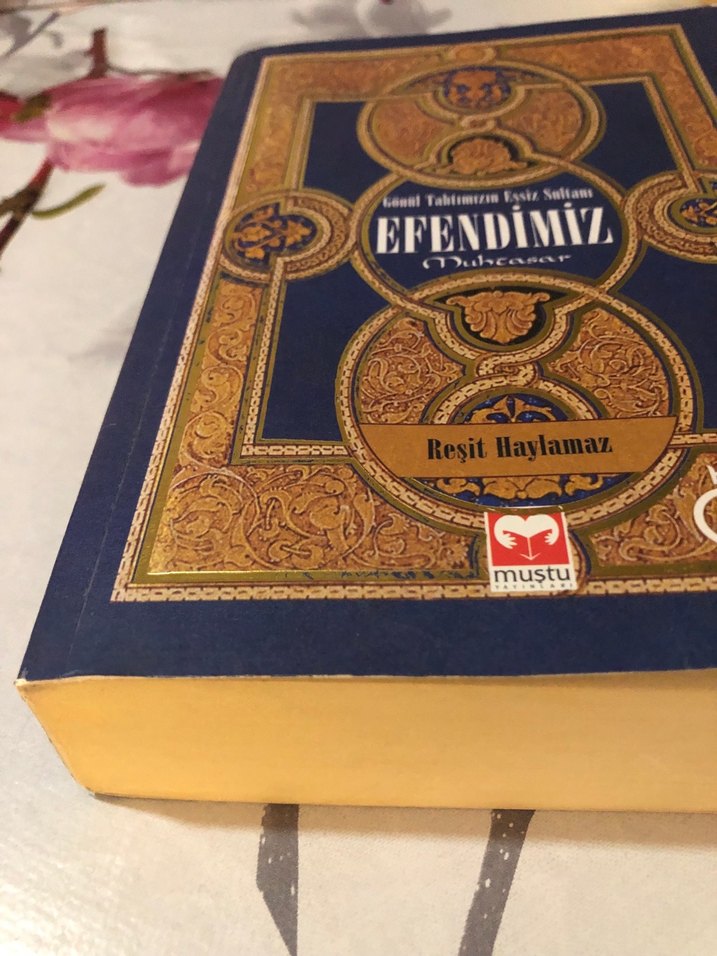 Gönül Tahtımızın Eşsiz Sultanı
EFENDİMİZ
Muhtasar
Reşit Haylamaz
muştu
YAYINLARI